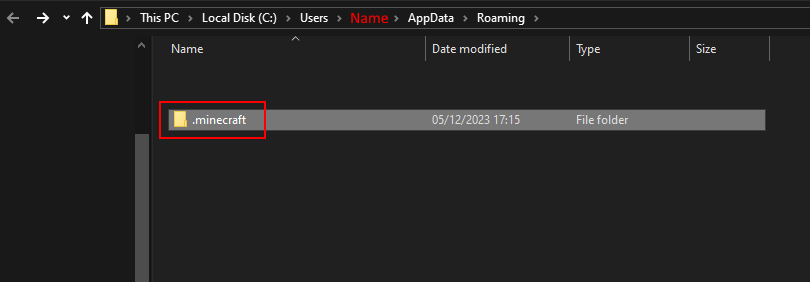 This PC > Local Disk (C:) > Users > Name > AppData > Roaming >
Name Date modified Type Size
.minecraft 05/12/2023 17:15 File folder